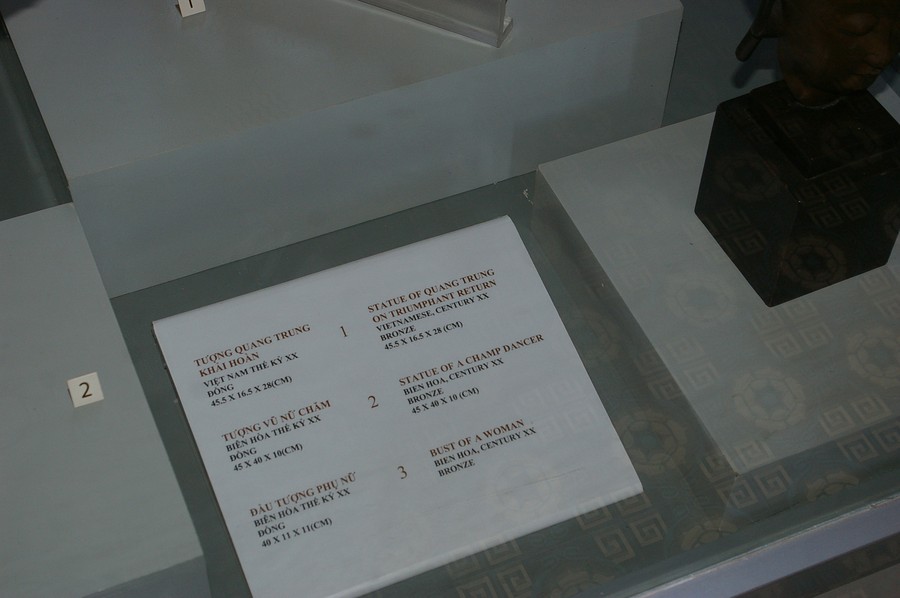 1
2
TƯỢNG QUANG TRUNG
KHẢI HOÀN
VIỆT NAM THẾ KỶ XX
ĐỒNG
45.5 X 16.5 X 28(CM)
1
STATUE OF QUANG TRUNG
ON TRIUMPHANT RETURN
VIETNAMESE, CENTURY XX
BRONZE
45.5 X 16.5 X 28 (CM)
TƯỢNG VŨ NỮ CHĂM
BIÊN HÒA THẾ KỶ XX
ĐỒNG
45 X 40 X 10(CM)
2
STATUE OF A CHAMP DANCER
BIEN HOA, CENTURY XX
BRONZE
45 X 40 X 10 (CM)
ĐẦU TƯỢNG PHỤ NỮ
BIÊN HÒA THẾ KỶ XX
ĐỒNG
40 X 11 X 11(CM)
3
BUST OF A WOMAN
BIEN HOA, CENTURY XX
BRONZE